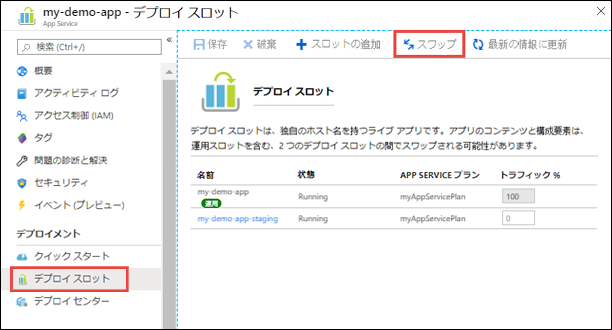 my-demo-app - デプロイ スロット
App Service
検索 (Ctrl+/)
概要
アクティビティ ログ
アクセス制御 (IAM)
タグ
問題の診断と解決
セキュリティ
イベント (プレビュー)
デプロイメント
クイック スタート
デプロイ スロット
デプロイ センター
保存 破棄 スロットの追加 スワップ 最新の情報に更新
デプロイ スロット
デプロイ スロットは、独自のホスト名を持つライブ アプリです。アプリのコンテンツと構成要素は、
運用スロットを含む、2 つのデプロイ スロットの間でスワップされる可能性があります。
名前 状態 APP SERVICE プラン トラフィック %
my-demo-app Running myAppServicePlan 100
運用
my-demo-app-staging Running myAppServicePlan 0